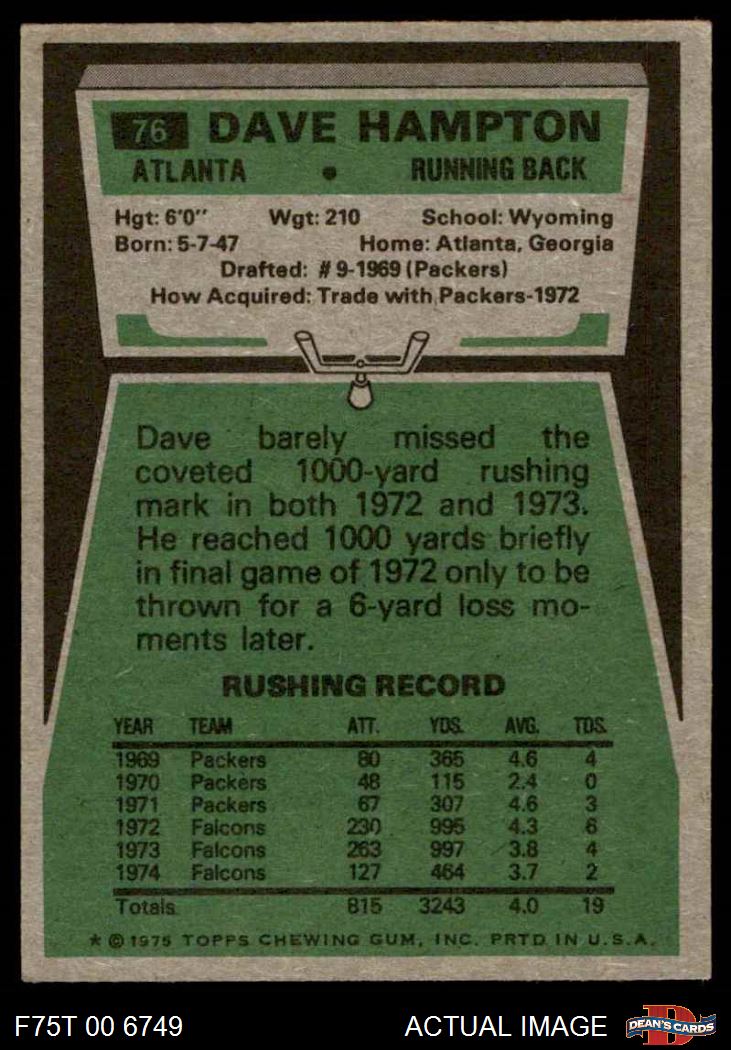 76 DAVE HAMPTON
ATLANTA • RUNNING BACK
Hgt: 6'0" Wgt: 210 School: Wyoming
Born: 5-7-47 Home: Atlanta, Georgia
Drafted: #9-1969 (Packers)
How Acquired: Trade with Packers-1972
Dave barely missed the
coveted 1000-yard rushing
mark in both 1972 and 1973.
He reached 1000 yards briefly
in final game of 1972 only to be
thrown for a 6-yard loss mo-
ments later.
RUSHING RECORD
YEAR TEAM ATT. YDS. AVG. TDS.
1969 Packers 80 365 4.6 4
1970 Packers 48 115 2.4 0
1971 Packers 67 307 4.6 3
1972 Falcons 230 995 4.3 6
1973 Falcons 263 997 3.8 4
1974 Falcons 127 464 3.7 2
Totals 815 3243 4.0 19
* © 1975 TOPPS CHEWING GUM, INC. PRTD. IN U.S.A.
F75T 00 6749 ACTUAL IMAGE D DEAN'S CARDS